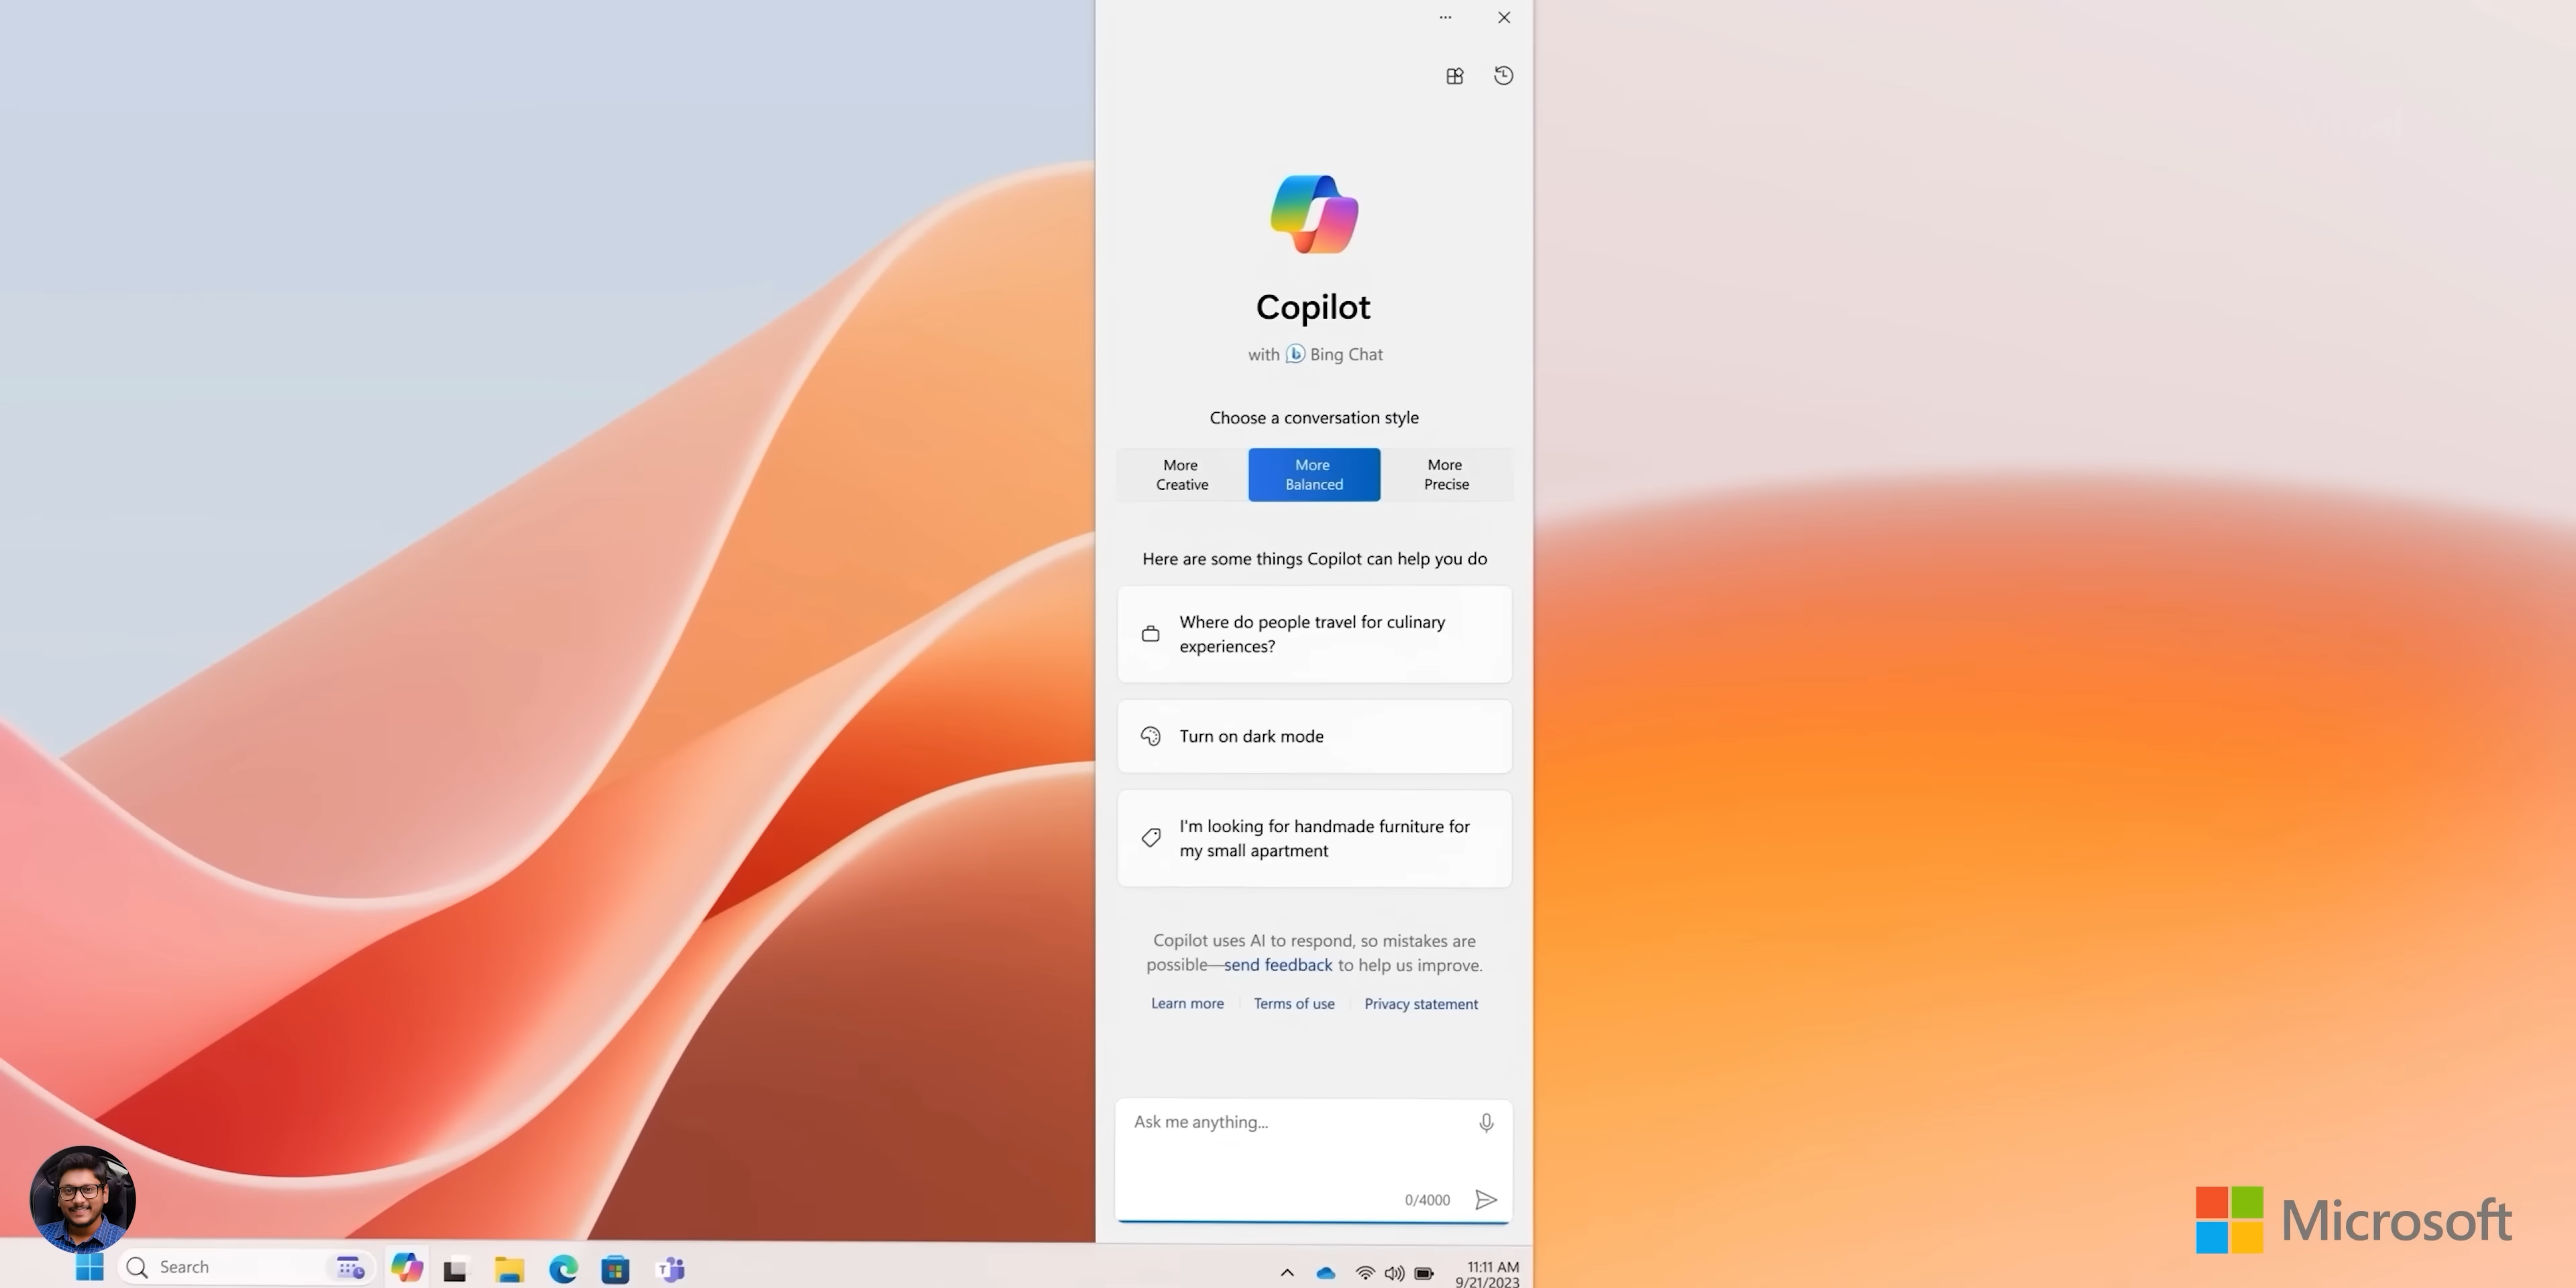 Copilot
with Bing Chat
Choose a conversation style
More
Creative
More
Balanced
More
Precise
Here are some things Copilot can help you do
Where do people travel for culinary
experiences?
Turn on dark mode
I'm looking for handmade furniture for
my small apartment
Copilot uses AI to respond, so mistakes are
possible—send feedback to help us improve.
Learn more
Terms of use
Privacy statement
Ask me anything...
0/4000
Search
11:11 AM
9/21/2023
Microsoft